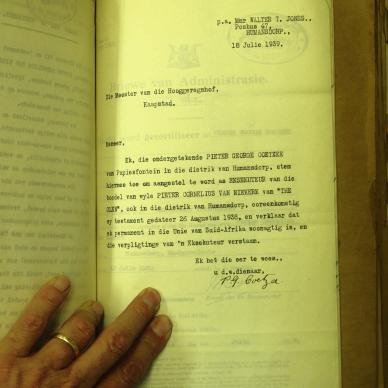 p.a. Mnr WALTER T. JONES.,
Posbus 47,
HUMANSDORP.,
18 Julie 1939.
van Administrasie.
Die Meester van die Hooggeregshof,
Kaapstad.
Meneer,
Ek, die ondergetekende PIETER GEORGE COETZEE
van Papiesfontein in die distrik van Humansdorp, stem
hiermee toe om aangestel te word as EKSEKUTEUR van die
boedel van wyle PIETER CORNELIUS VAN NIEKERK van "THE
GLEN", ook in die distrik van Humansdorp, ooreenkomstig
sy testament gedateer 26 Augustus 1938, en verklaar dat
ek permanent in die Unie van Suid-Afrika woonagtig is, en
die verpligtinge van 'n Eksekuteur verstaan.
Ek het die eer te wees.,
u d.w.dienaar,
P G Coetzee